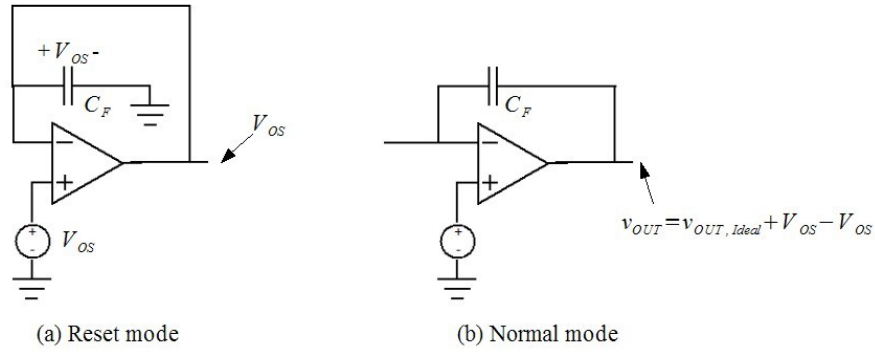 +V_OS-
C_F
V_OS
−
+
+
-
V_OS
(a) Reset mode
C_F
−
+
+
-
v_OUT=v_OUT, Ideal+V_OS−V_OS
(b) Normal mode